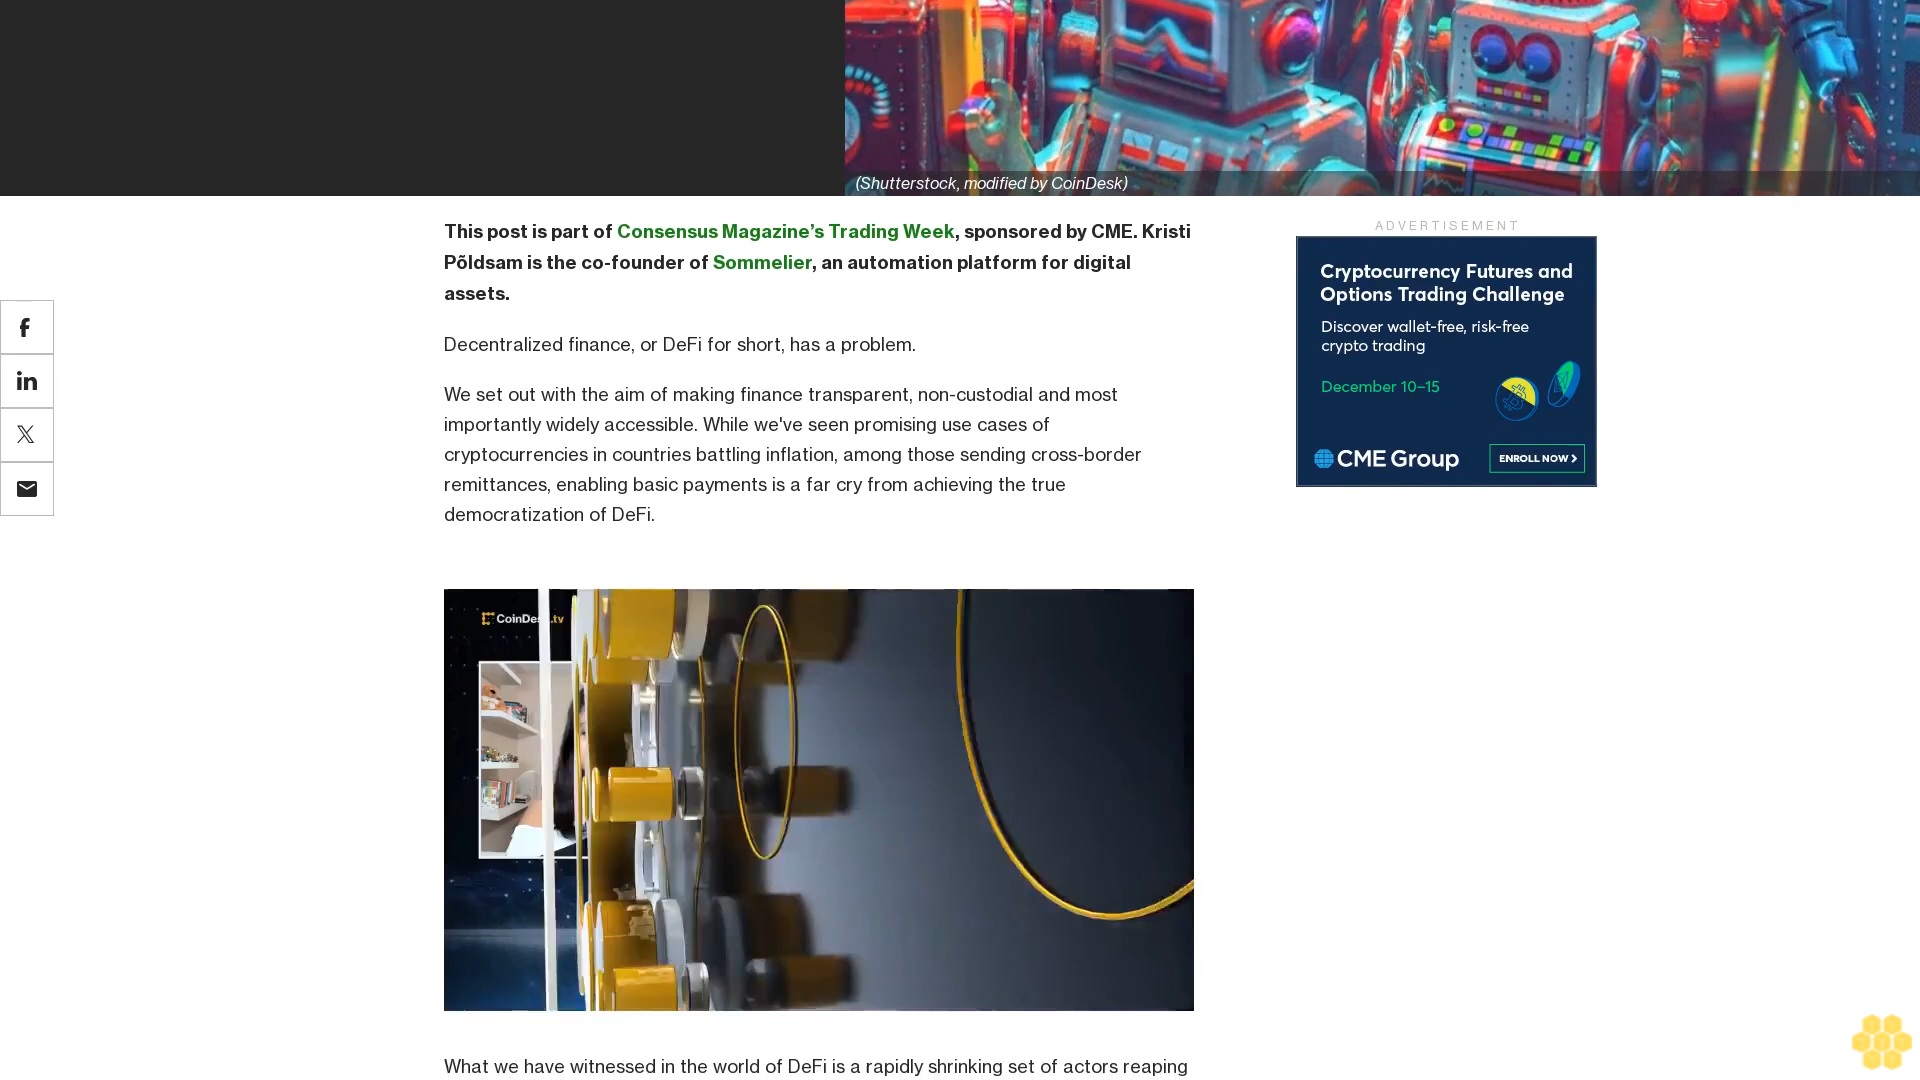 (Shutterstock, modified by CoinDesk)
This post is part of Consensus Magazine’s Trading Week, sponsored by CME. Kristi
Põldsam is the co-founder of Sommelier, an automation platform for digital
assets.
Decentralized finance, or DeFi for short, has a problem.
We set out with the aim of making finance transparent, non-custodial and most
importantly widely accessible. While we've seen promising use cases of
cryptocurrencies in countries battling inflation, among those sending cross-border
remittances, enabling basic payments is a far cry from achieving the true
democratization of DeFi.
CoinDes .tv
What we have witnessed in the world of DeFi is a rapidly shrinking set of actors reaping
ADVERTISEMENT
Cryptocurrency Futures and
Options Trading Challenge
Discover wallet-free, risk-free
crypto trading
December 10–15
CME Group
ENROLL NOW